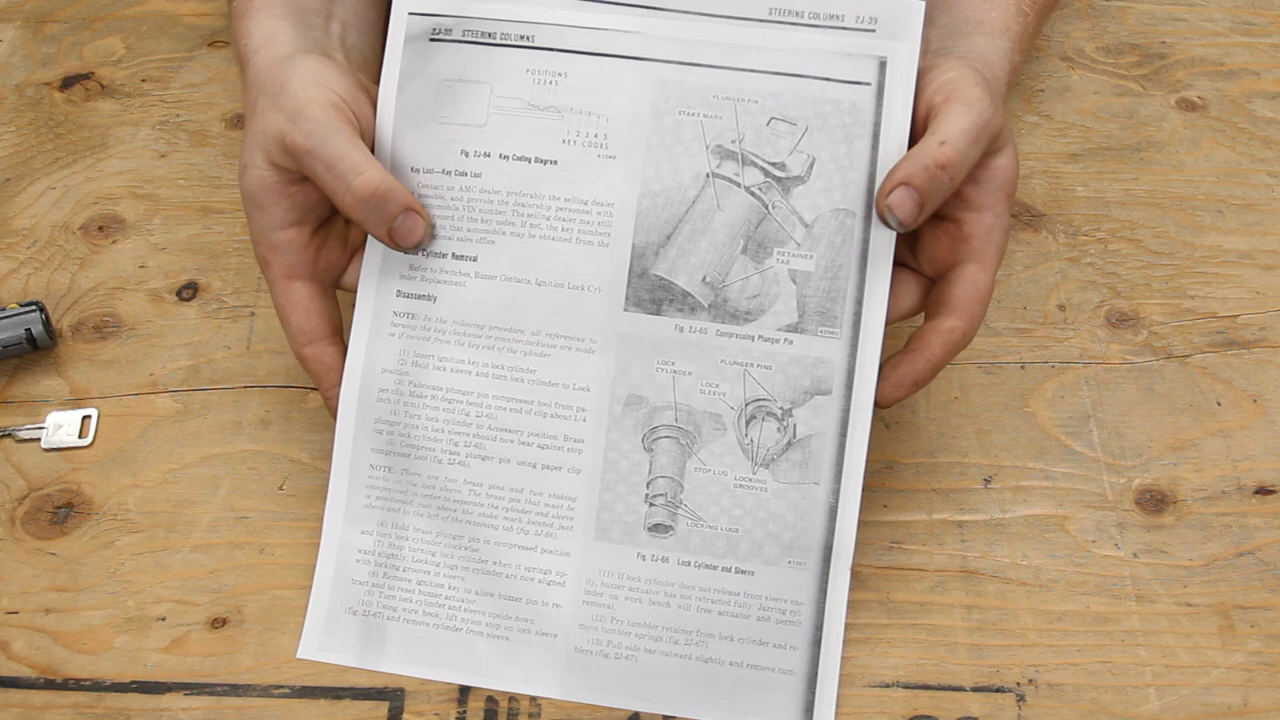 STEERING COLUMNS 2J-39
STEERING COLUMNS
POSITIONS
1 2 3 4 5
1 2 3 4 5
KEY CODES
41040
Fig. 2J-64 Key Coding Diagram
Key Lost—Key Code Lost
Contact an AMC dealer, preferably the selling dealer
possible, and provide the dealership personnel with
automobile VIN number. The selling dealer may still
record of the key codes. If not, the key numbers
to that automobile may be obtained from the
sales office.
Cylinder Removal
Refer to Switches, Buzzer Contacts, Ignition Lock Cyl-
inder Replacement.
Disassembly
NOTE: In the following procedure, all references to
turning the key clockwise or counterclockwise are made
as if viewed from the key end of the cylinder
(1) Insert ignition key in lock cylinder.
(2) Hold lock sleeve and turn lock cylinder to Lock
position.
(3) Fabricate plunger pin compressor tool from pa-
per clip. Make 90 degree bend in one end of clip about 1/4
inch (6 mm) from end (fig. 2J-65).
(4) Turn lock cylinder to Accessory position. Brass
plunger pins in lock sleeve should now bear against stop
lug on lock cylinder (fig. 2J-65).
(5) Compress brass plunger pin using paper clip
compressor tool (fig. 2J-65).
NOTE: There are two brass pins and two staking
marks on the lock sleeve. The brass pin that must be
compressed in order to separate the cylinder and sleeve
is positioned just above the stake mark located just
above and to the left of the retaining tab (fig. 2J-66).
(6) Hold brass plunger pin in compressed position
and turn lock cylinder clockwise.
(7) Stop turning lock cylinder when it springs up-
ward slightly. Locking lugs on cylinder are now aligned
with locking grooves in sleeve.
(8) Remove ignition key to allow buzzer pin to re-
tract and to reset buzzer actuator.
(9) Turn lock cylinder and sleeve upside down.
(10) Using wire hook, lift nylon stop on lock sleeve
(fig. 2J-67) and remove cylinder from sleeve.
PLUNGER PIN
STAKE MARK
RETAINER
TAB
42060
Fig. 2J-65 Compressing Plunger Pin
LOCK
CYLINDER
PLUNGER PINS
LOCK
SLEEVE
STOP LUG
LOCKING
GROOVES
LOCKING LUGS
41051
Fig. 2J-66 Lock Cylinder and Sleeve
(11) If lock cylinder does not release from sleeve eas-
ily, buzzer actuator has not retracted fully. Jarring cyl-
inder on work bench will free actuator and permit
removal.
(12) Pry tumbler retainer from lock cylinder and re-
move tumbler springs (fig. 2J-67).
(13) Pull side bar outward slightly and remove tum-
blers (fig. 2J-67).